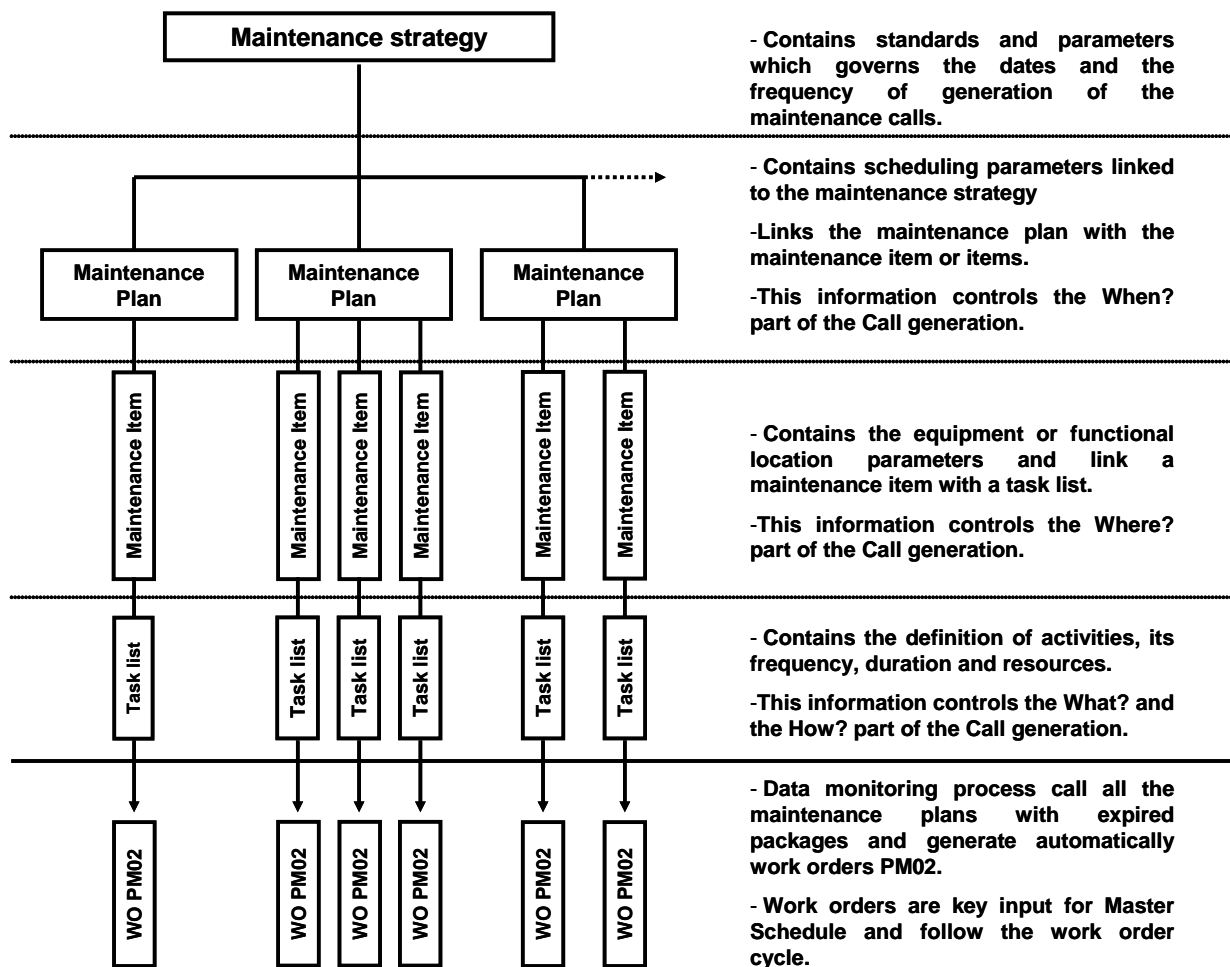 Maintenance strategy
- Contains standards and parameters
which governs the dates and the
frequency of generation of the
maintenance calls.
Maintenance
Plan
Maintenance
Plan
Maintenance
Plan
- Contains scheduling parameters linked
to the maintenance strategy
-Links the maintenance plan with the
maintenance item or items.
-This information controls the When?
part of the Call generation.
Maintenance Item
Maintenance Item
Maintenance Item
Maintenance Item
Maintenance Item
Maintenance Item
- Contains the equipment or functional
location parameters and link a
maintenance item with a task list.
-This information controls the Where?
part of the Call generation.
Task list
Task list
Task list
Task list
Task list
Task list
- Contains the definition of activities, its
frequency, duration and resources.
-This information controls the What? and
the How? part of the Call generation.
WO PM02
WO PM02
WO PM02
WO PM02
WO PM02
WO PM02
- Data monitoring process call all the
maintenance plans with expired
packages and generate automatically
work orders PM02.
- Work orders are key input for Master
Schedule and follow the work order
cycle.